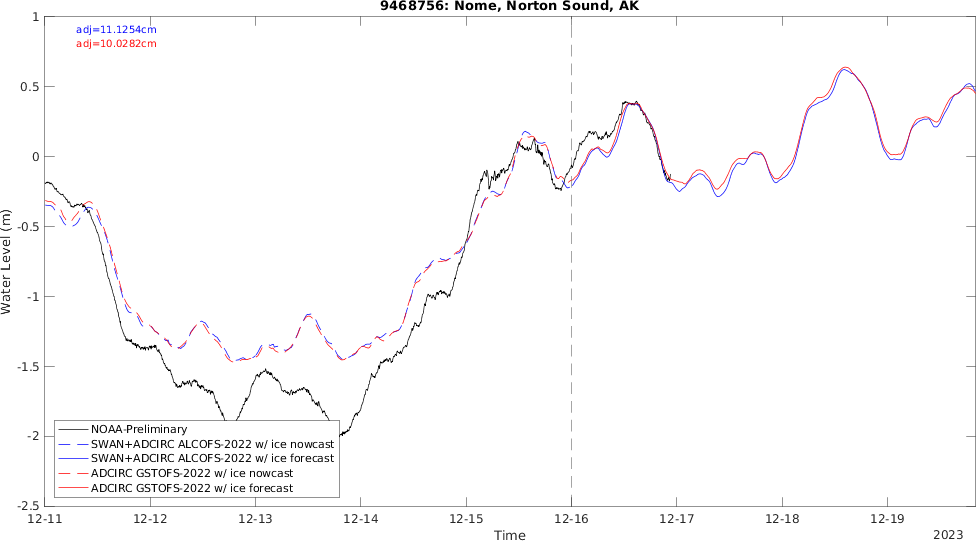 9468756: Nome, Norton Sound, AK
adj=11.1254cm
adj=10.0282cm
1
0.5
0
-0.5
-1
-1.5
-2
-2.5
Water Level (m)
NOAA-Preliminary
SWAN+ADCIRC ALCOFS-2022 w/ ice nowcast
SWAN+ADCIRC ALCOFS-2022 w/ ice forecast
ADCIRC GSTOFS-2022 w/ ice nowcast
ADCIRC GSTOFS-2022 w/ ice forecast
12-11 12-12 12-13 12-14 12-15 12-16 12-17 12-18 12-19
Time
2023